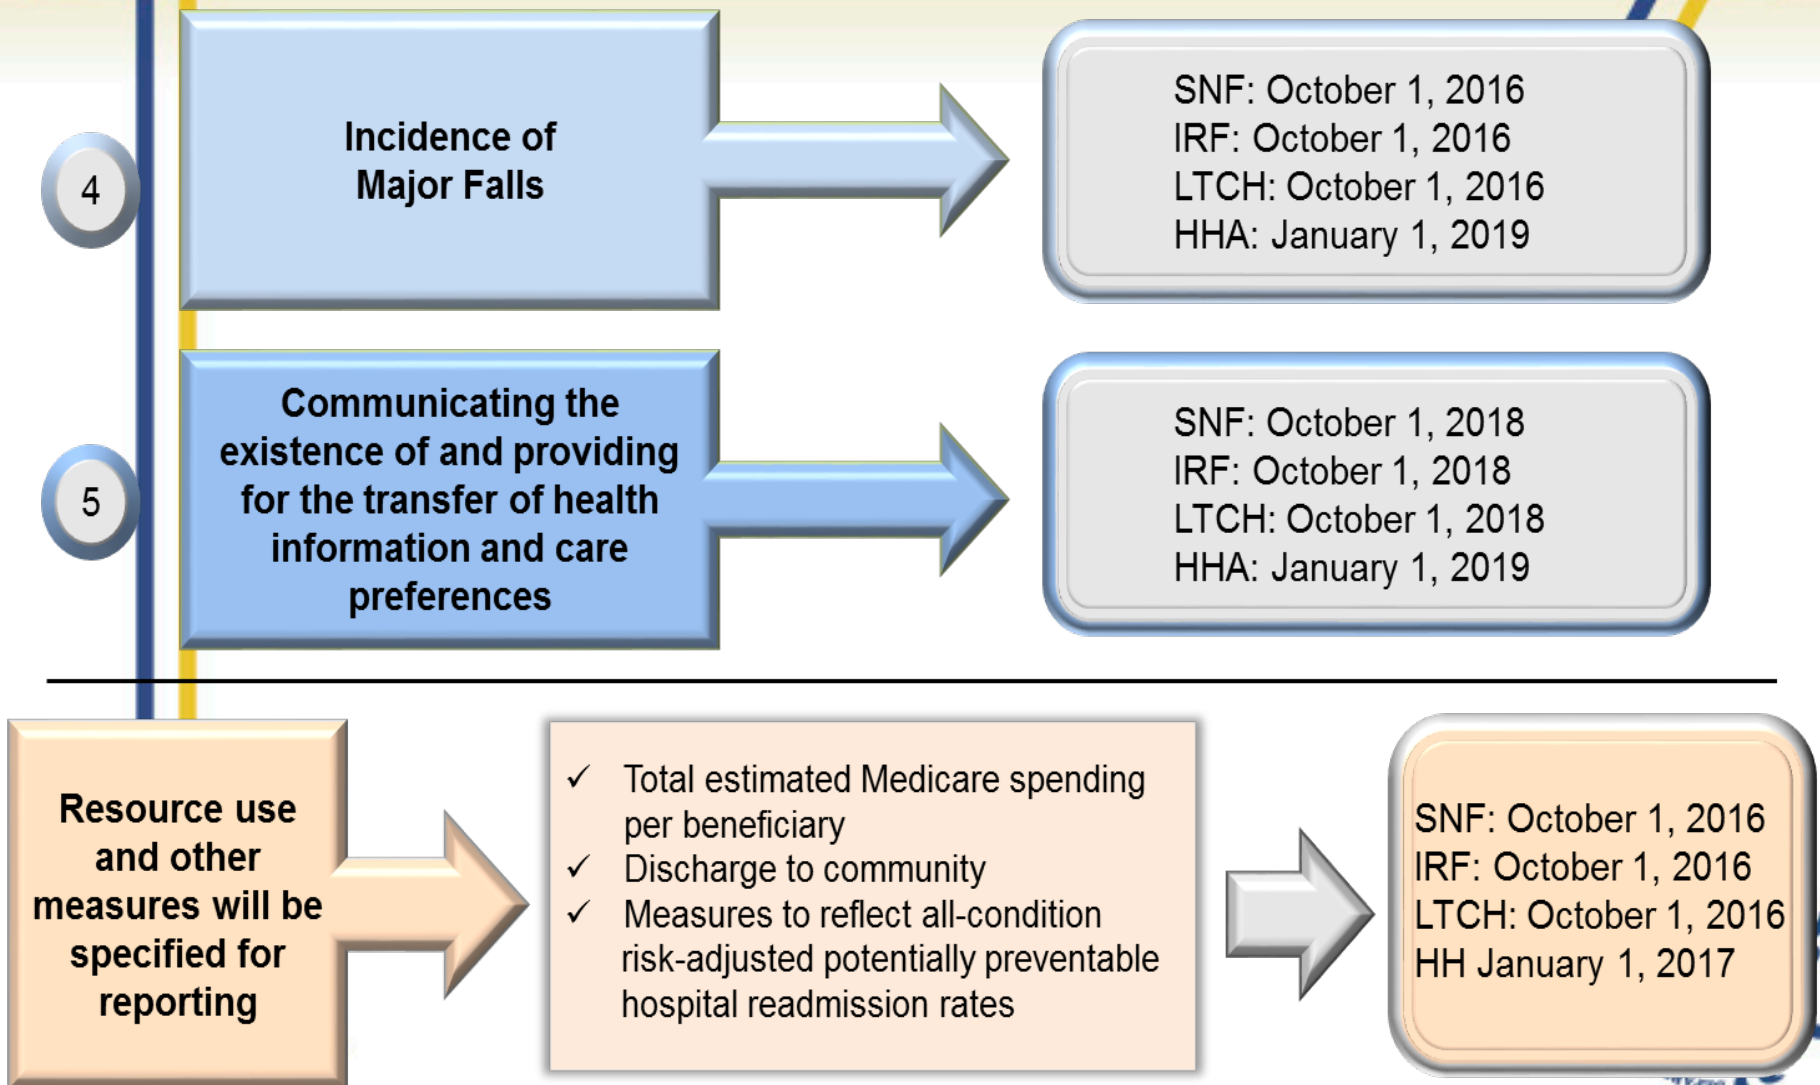 4
Incidence of
Major Falls
SNF: October 1, 2016
IRF: October 1, 2016
LTCH: October 1, 2016
HHA: January 1, 2019
5
Communicating the
existence of and providing
for the transfer of health
information and care
preferences
SNF: October 1, 2018
IRF: October 1, 2018
LTCH: October 1, 2018
HHA: January 1, 2019
Resource use
and other
measures will be
specified for
reporting
✓ Total estimated Medicare spending
per beneficiary
✓ Discharge to community
✓ Measures to reflect all-condition
risk-adjusted potentially preventable
hospital readmission rates
SNF: October 1, 2016
IRF: October 1, 2016
LTCH: October 1, 2016
HH January 1, 2017